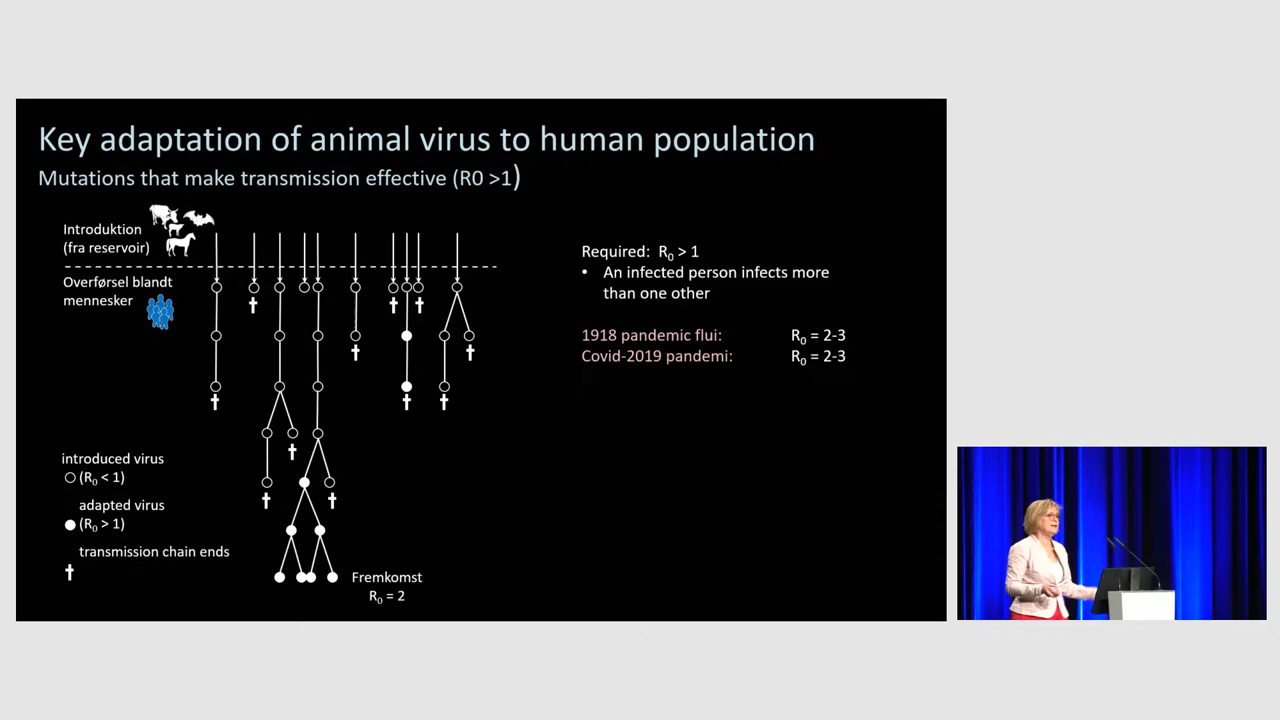 Key adaptation of animal virus to human population
Mutations that make transmission effective (R0 >1)
Introduktion
(fra reservoir)
Overførsel blandt
mennesker
introduced virus
(R0 < 1)
adapted virus
(R0 > 1)
transmission chain ends
Fremkomst
R0 = 2
Required: R0 > 1
• An infected person infects more
than one other
1918 pandemic flui: R0 = 2-3
Covid-2019 pandemi: R0 = 2-3